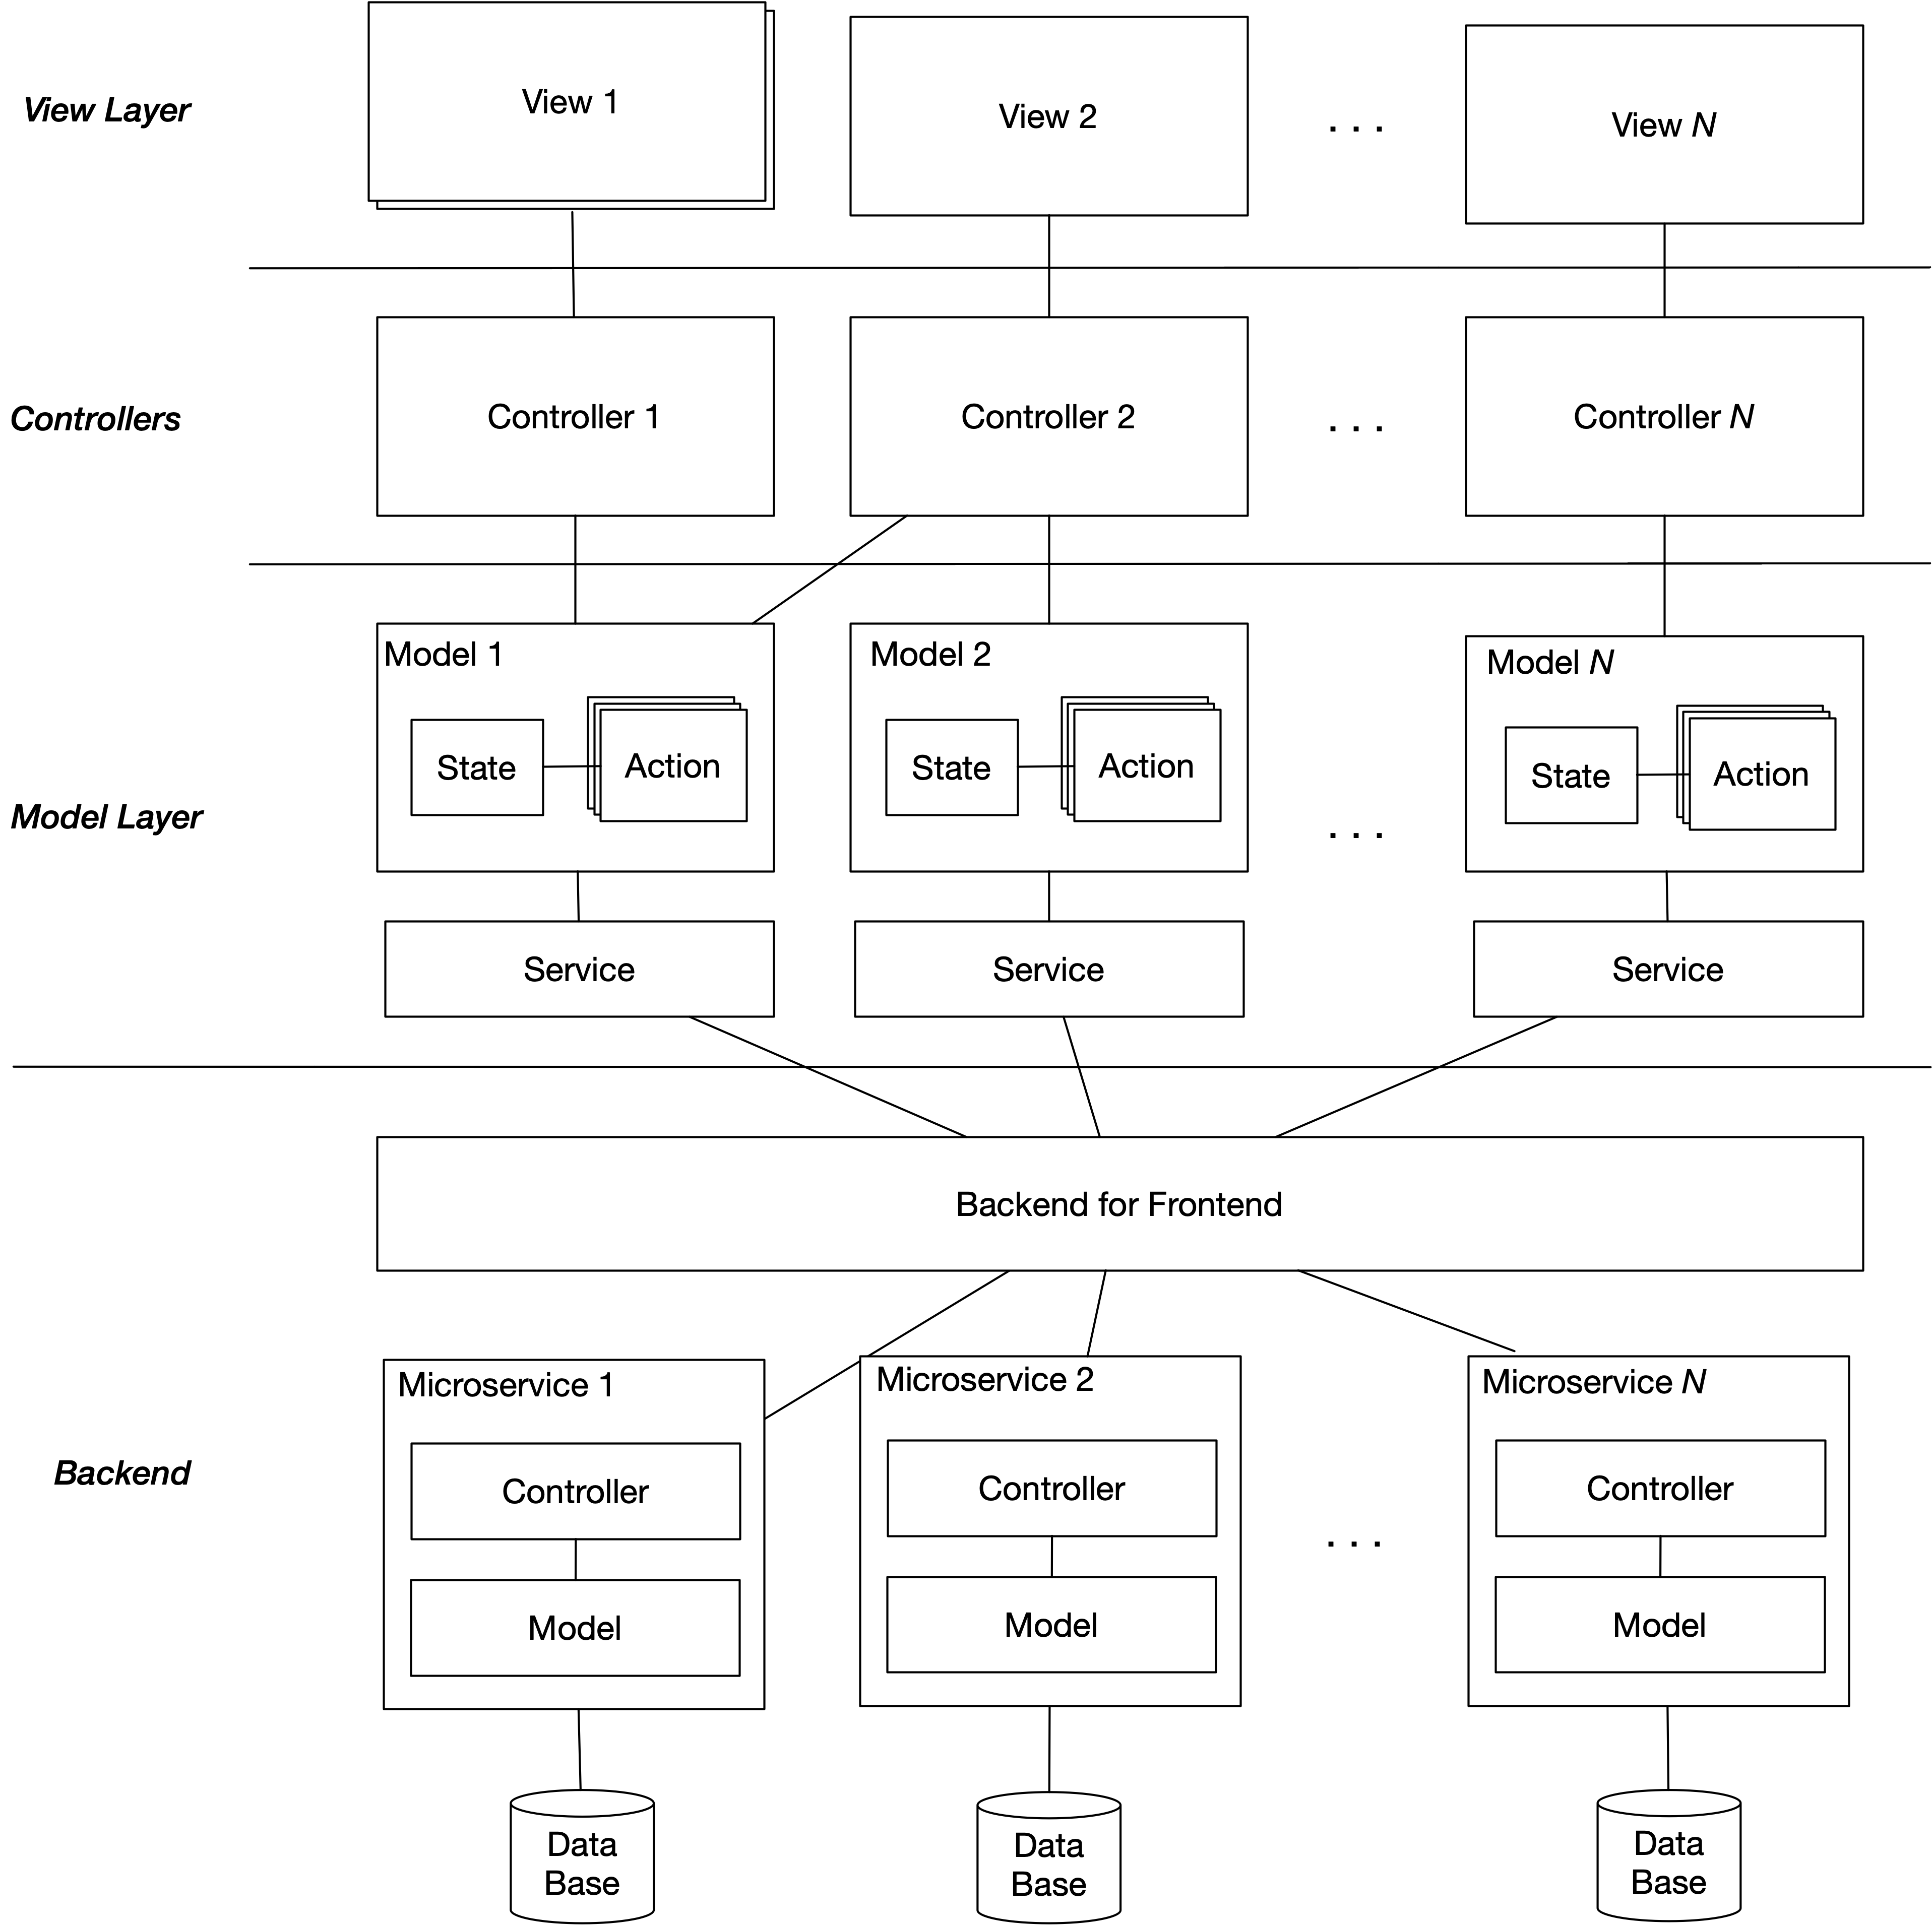 View Layer
View 1
View 2
. . .
View N
Controllers
Controller 1
Controller 2
. . .
Controller N
Model Layer
Model 1
State
Action
Model 2
State
Action
. . .
Model N
State
Action
Service
Service
Service
Backend for Frontend
Backend
Microservice 1
Controller
Model
Microservice 2
Controller
Model
. . .
Microservice N
Controller
Model
Data
Base
Data
Base
Data
Base